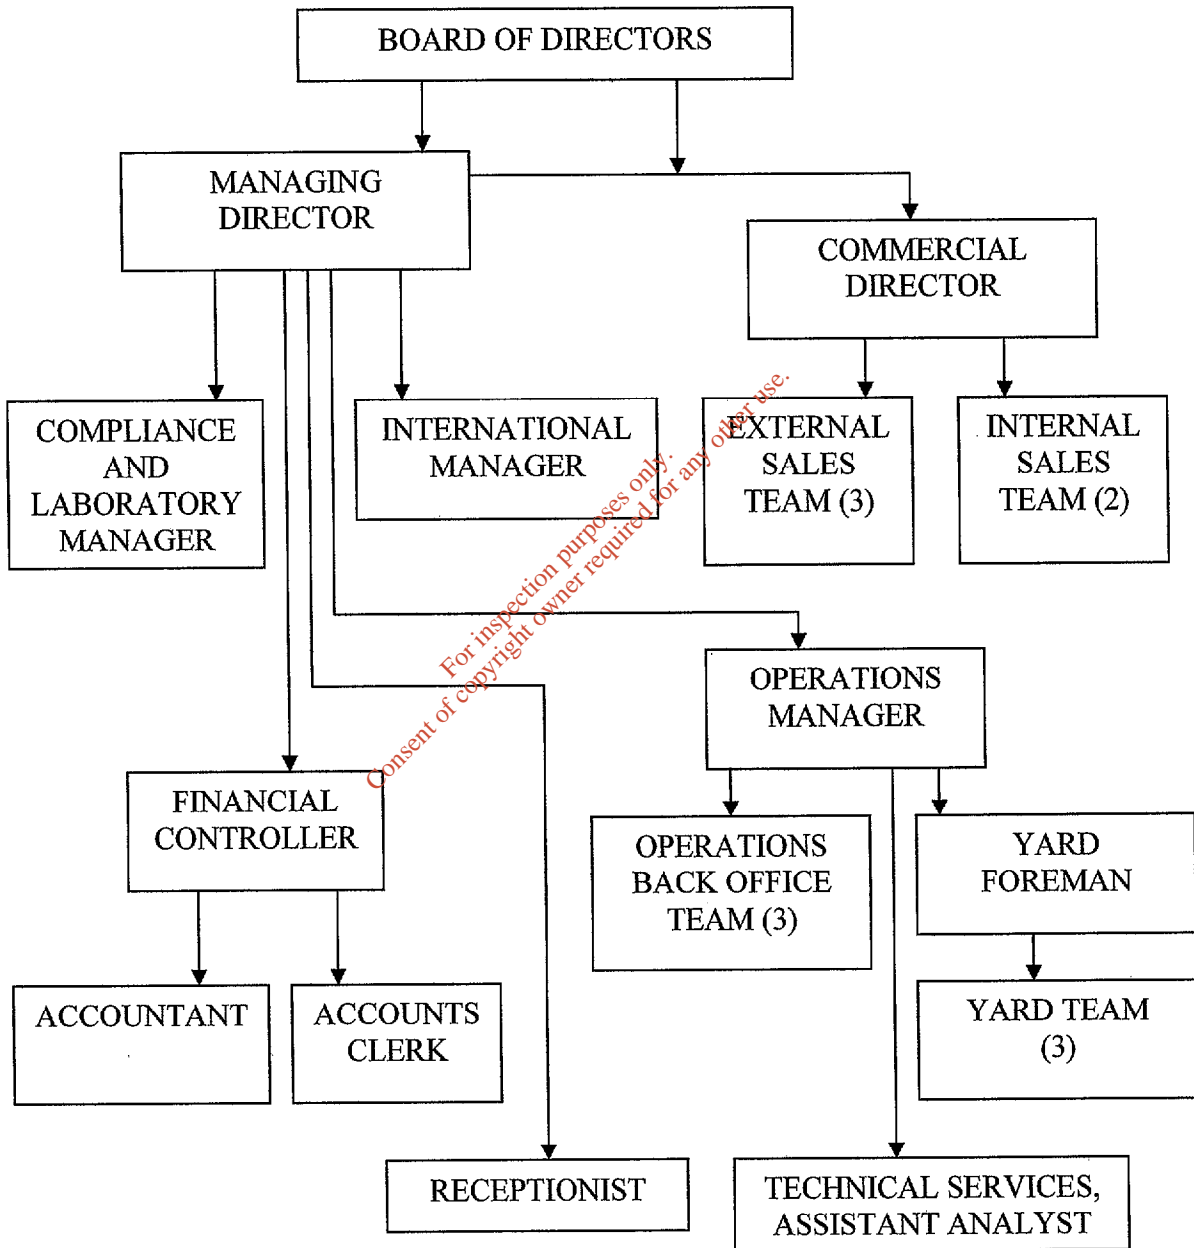 BOARD OF DIRECTORS
MANAGING
DIRECTOR
COMMERCIAL
DIRECTOR
COMPLIANCE
AND
LABORATORY
MANAGER
INTERNATIONAL
MANAGER
EXTERNAL
SALES
TEAM (3)
INTERNAL
SALES
TEAM (2)
For inspection purposes only.
Consent of copyright owner required for any other use.
OPERATIONS
MANAGER
FINANCIAL
CONTROLLER
OPERATIONS
BACK OFFICE
TEAM (3)
YARD
FOREMAN
ACCOUNTANT
ACCOUNTS
CLERK
YARD TEAM
(3)
RECEPTIONIST
TECHNICAL SERVICES,
ASSISTANT ANALYST